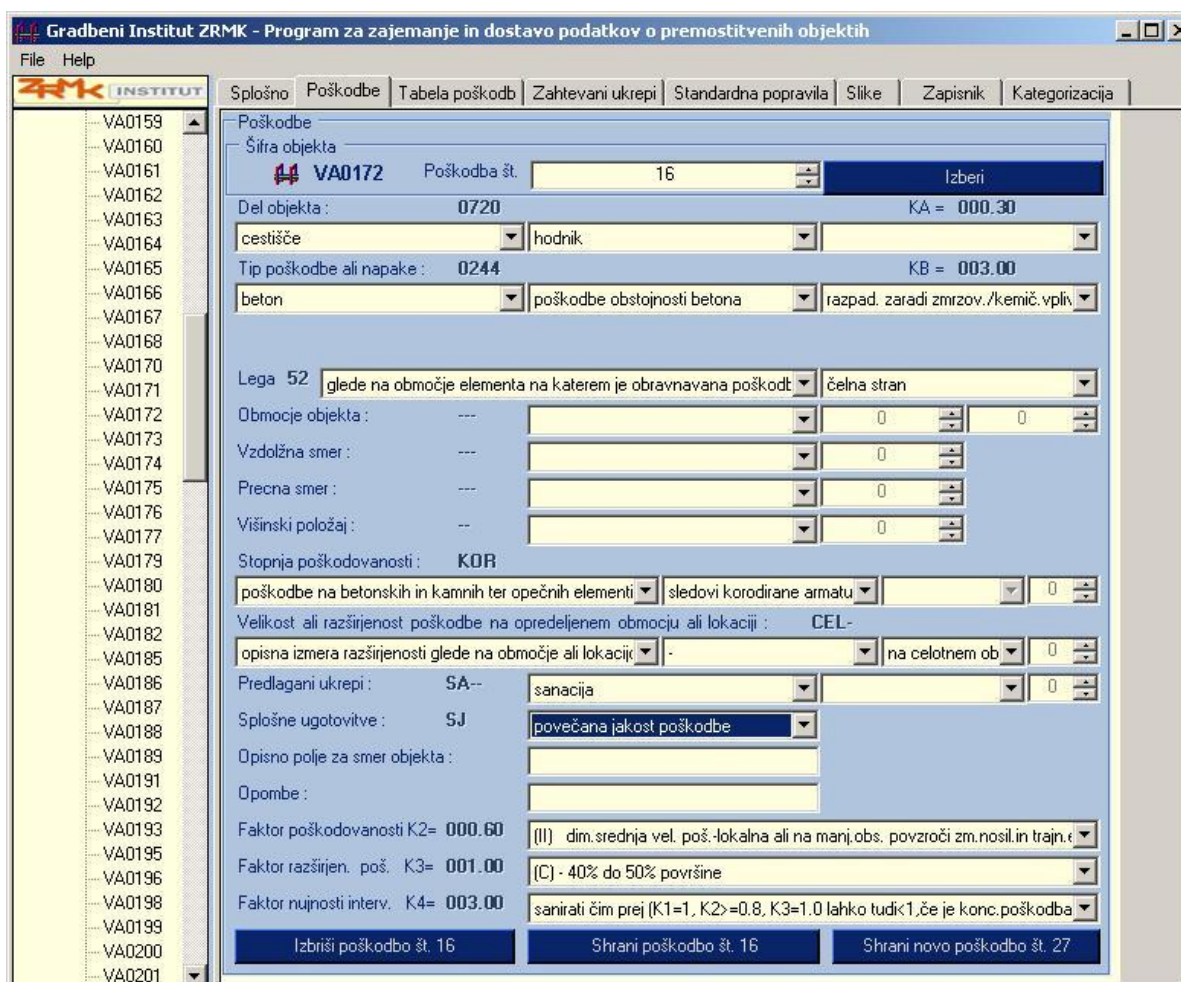 Gradbeni Institut ZRMK - Program za zajemanje in dostavo podatkov o premostitvenih objektih
File Help
ZRMK INSTITUT
Splošno Poškodbe Tabela poškodb Zahtevani ukrepi Standardna popravila Slike Zapisnik Kategorizacija
VA0159
VA0160
VA0161
VA0162
VA0163
VA0164
VA0165
VA0166
VA0167
VA0168
VA0170
VA0171
VA0172
VA0173
VA0174
VA0175
VA0176
VA0177
VA0179
VA0180
VA0181
VA0182
VA0185
VA0186
VA0187
VA0188
VA0189
VA0191
VA0192
VA0193
VA0195
VA0196
VA0198
VA0199
VA0200
VA0201
Poškodbe
Šifra objekta
VA0172 Poškodba št. 16 Izberi
Del objekta : 0720 KA = 000.30
cestišče hodnik
Tip poškodbe ali napake : 0244 KB = 003.00
beton poškodbe obstojnosti betona razpad. zaradi zmrzov./kemič.vpliv
Lega 52 glede na območje elementa na katerem je obravnavana poškodt čelna stran
Obmocje objekta : --- 0 0
Vzdolžna smer : --- 0
Precna smer : --- 0
Višinski položaj : -- 0
Stopnja poškodovanosti : KOR
poškodbe na betonskih in kamnih ter opečnih elementi sledovi korodirane armatu 0
Velikost ali razširjenost poškodbe na opredeljenem obmocju ali lokaciji : CEL-
opisna izmera razširjenosti glede na območje ali lokacijo - na celotnem ob 0
Predlagani ukrepi : SA-- sanacija 0
Splošne ugotovitve : SJ povečana jakost poškodbe
Opisno polje za smer objekta :
Opombe :
Faktor poškodovanosti K2= 000.60 (II) dim.srednja vel. poš.-lokalna ali na manj.obs. povzroči zm.nosil.in trajn.
Faktor razširjen. poš. K3= 001.00 (C) - 40% do 50% površine
Faktor nujnosti interv. K4= 003.00 sanirati čim prej (K1=1, K2>=0.8, K3=1.0 lahko tudi<1,če je konc.poškodba
Izbriši poškodbo št. 16 Shrani poškodbo št. 16 Shrani novo poškodbo št. 27